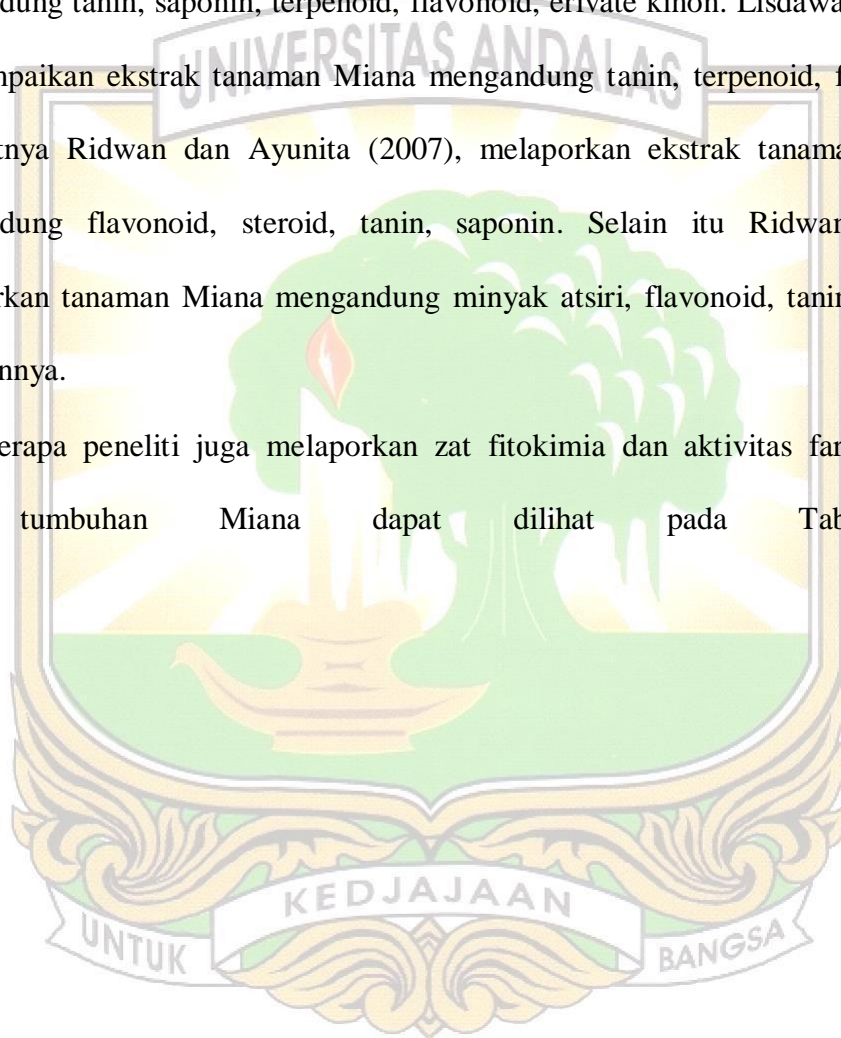 dung tanin, saponin, terpenoid, flavonoid, erivate kinon. Lisdawa
UNIVERSITAS ANDALAS
npaikan ekstrak tanaman Miana mengandung tanin, terpenoid, f
tnya Ridwan dan Ayunita (2007), melaporkan ekstrak tanama
dung flavonoid, steroid, tanin, saponin. Selain itu Ridwan
rkan tanaman Miana mengandung minyak atsiri, flavonoid, tanin
nnya.
erapa peneliti juga melaporkan zat fitokimia dan aktivitas far
tumbuhan Miana dapat dilihat pada Tab
UNTUK KEDJAJAAN BANGSA